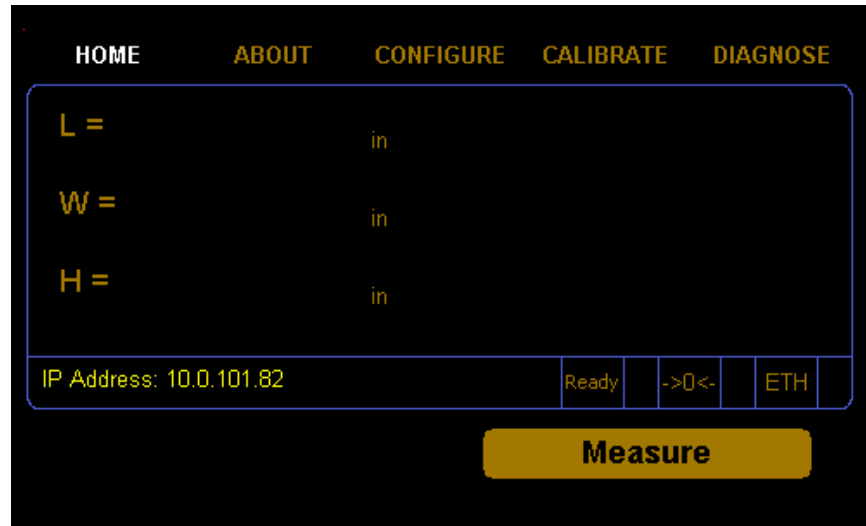 HOME ABOUT CONFIGURE CALIBRATE DIAGNOSE
L = in
W = in
H = in
IP Address: 10.0.101.82 Ready ->0<- ETH
Measure